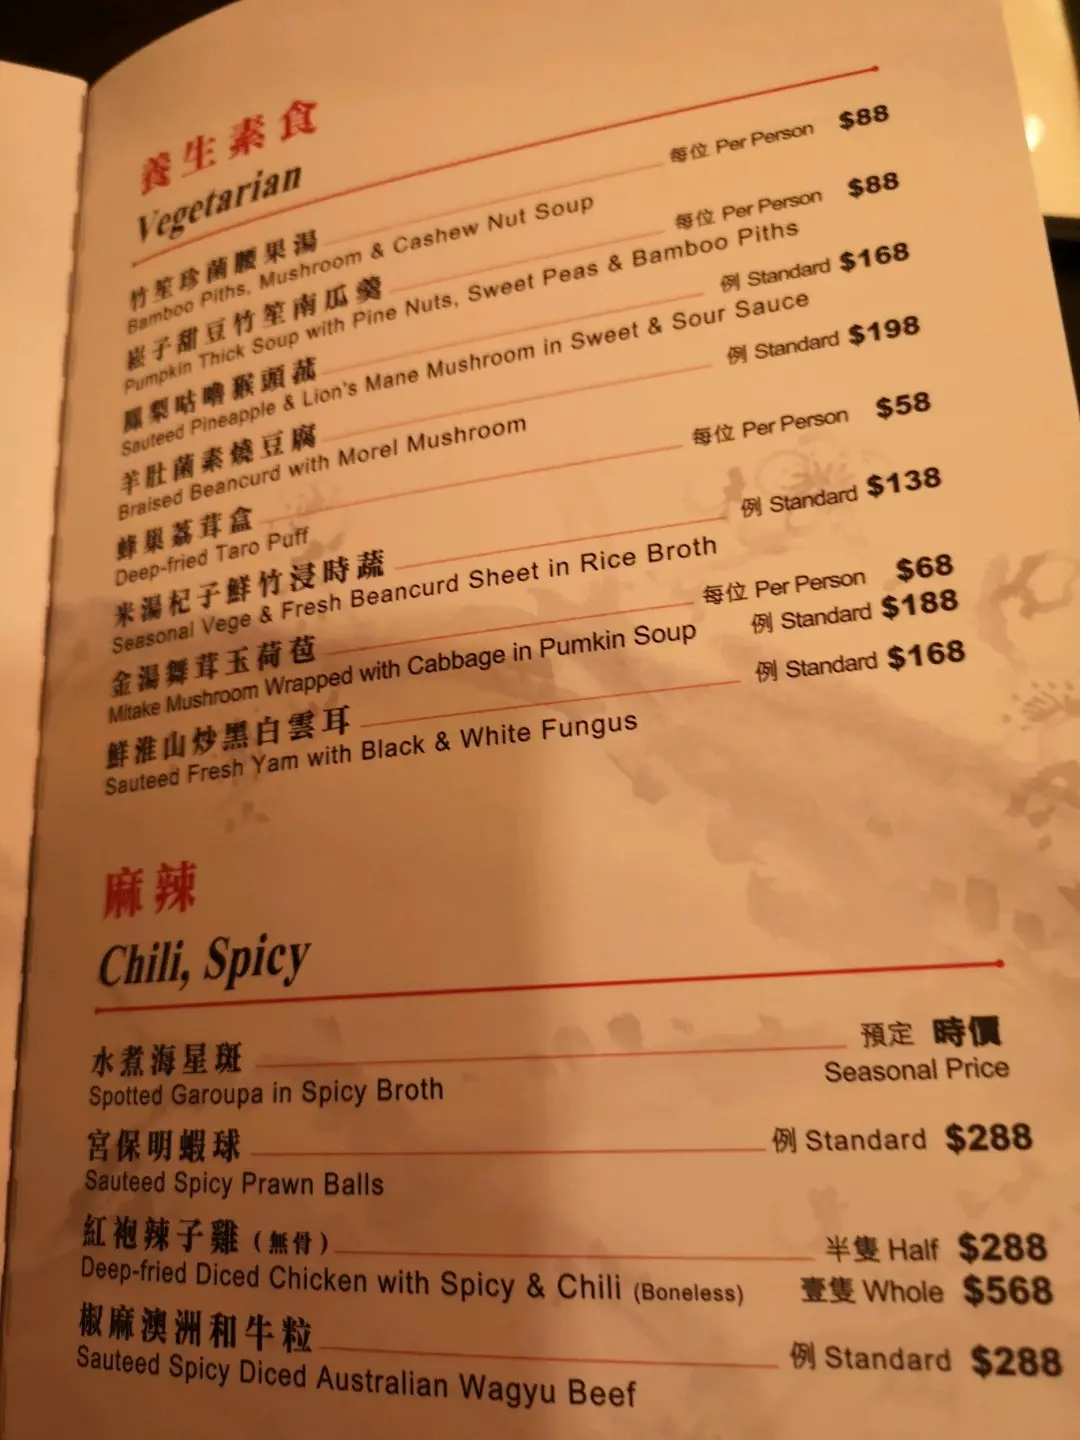 養生素食
Vegetarian
竹笙珍菌腰果湯 每位 Per Person $88
Bamboo Piths, Mushroom & Cashew Nut Soup
崧子甜豆竹笙南瓜羹 每位 Per Person $88
Pumpkin Thick Soup with Pine Nuts, Sweet Peas & Bamboo Piths
鳳梨咕嚕猴頭菰 例 Standard $168
Sauteed Pineapple & Lion's Mane Mushroom in Sweet & Sour Sauce
羊肚菌素燒豆腐 例 Standard $198
Braised Beancurd with Morel Mushroom
蜂巢荔茸盒 每位 Per Person $58
Deep-fried Taro Puff
米湯杞子鮮竹浸時蔬 例 Standard $138
Seasonal Vege & Fresh Beancurd Sheet in Rice Broth
金湯舞茸玉荷苞 每位 Per Person $68
例 Standard $188
Mitake Mushroom Wrapped with Cabbage in Pumkin Soup
鮮淮山炒黑白雲耳 例 Standard $168
Sauteed Fresh Yam with Black & White Fungus
麻辣
Chili, Spicy
水煮海星斑 預定 時價
Spotted Garoupa in Spicy Broth Seasonal Price
宮保明蝦球 例 Standard $288
Sauteed Spicy Prawn Balls
紅袍辣子雞（無骨） 半隻 Half $288
Deep-fried Diced Chicken with Spicy & Chili (Boneless) 壹隻 Whole $568
椒麻澳洲和牛粒 例 Standard $288
Sauteed Spicy Diced Australian Wagyu Beef